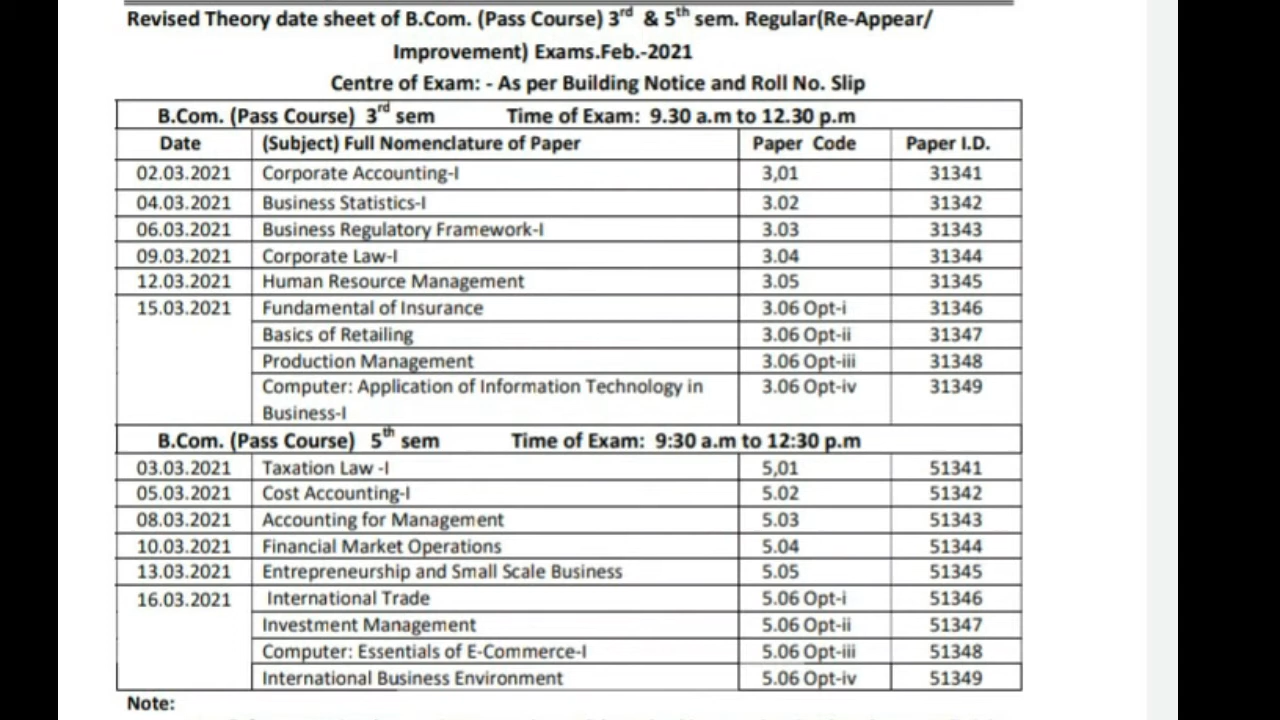 Revised Theory date sheet of B.Com. (Pass Course) 3rd & 5th sem. Regular(Re-Appear/
Improvement) Exams.Feb.-2021
Centre of Exam: - As per Building Notice and Roll No. Slip
B.Com. (Pass Course) 3rd sem Time of Exam: 9.30 a.m to 12.30 p.m
Date (Subject) Full Nomenclature of Paper Paper Code Paper I.D.
02.03.2021 Corporate Accounting-I 3,01 31341
04.03.2021 Business Statistics-I 3.02 31342
06.03.2021 Business Regulatory Framework-I 3.03 31343
09.03.2021 Corporate Law-I 3.04 31344
12.03.2021 Human Resource Management 3.05 31345
15.03.2021 Fundamental of Insurance 3.06 Opt-i 31346
Basics of Retailing 3.06 Opt-ii 31347
Production Management 3.06 Opt-iii 31348
Computer: Application of Information Technology in 3.06 Opt-iv 31349
Business-I
B.Com. (Pass Course) 5th sem Time of Exam: 9:30 a.m to 12:30 p.m
03.03.2021 Taxation Law -I 5,01 51341
05.03.2021 Cost Accounting-I 5.02 51342
08.03.2021 Accounting for Management 5.03 51343
10.03.2021 Financial Market Operations 5.04 51344
13.03.2021 Entrepreneurship and Small Scale Business 5.05 51345
16.03.2021 International Trade 5.06 Opt-i 51346
Investment Management 5.06 Opt-ii 51347
Computer: Essentials of E-Commerce-I 5.06 Opt-iii 51348
International Business Environment 5.06 Opt-iv 51349
Note: